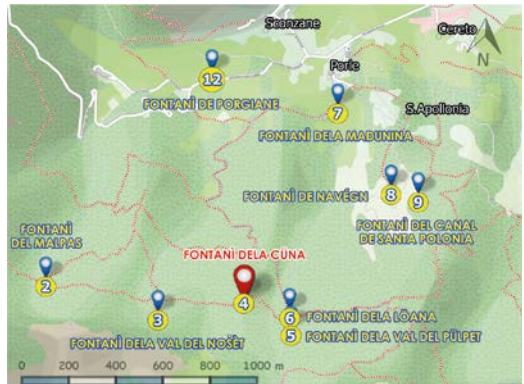 Sconzane
Cereto
N
Porle
12
FONTANÌ DE PORGIANE
7
S.Apollonia
FONTANÌ DELA MADUNINA
FONTANÌ DE NAVÉGN
8
9
FONTANÌ DEL CANAL
DE SANTA POLONIA
FONTANÌ
DEL MALPAS
2
FONTANÌ DELA CÜNA
4
3
6
FONTANÌ DELA LÖANA
5
FONTANÌ DELA VAL DEL PÜLPET
FONTANÌ DELA VAL DEL NOSÈT
0 200 400 600 800 1000 m